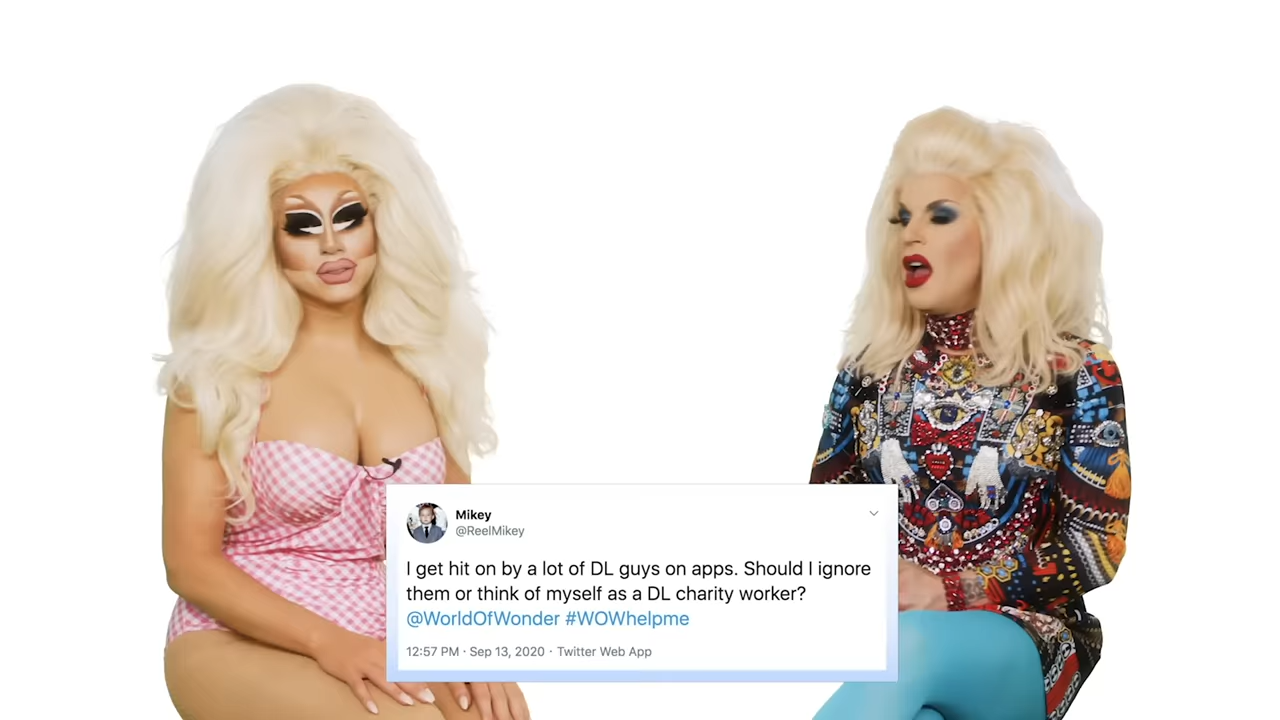 Mikey
@ReelMikey
I get hit on by a lot of DL guys on apps. Should I ignore
them or think of myself as a DL charity worker?
@WorldOfWonder #WOWhelpme
12:57 PM · Sep 13, 2020 · Twitter Web App